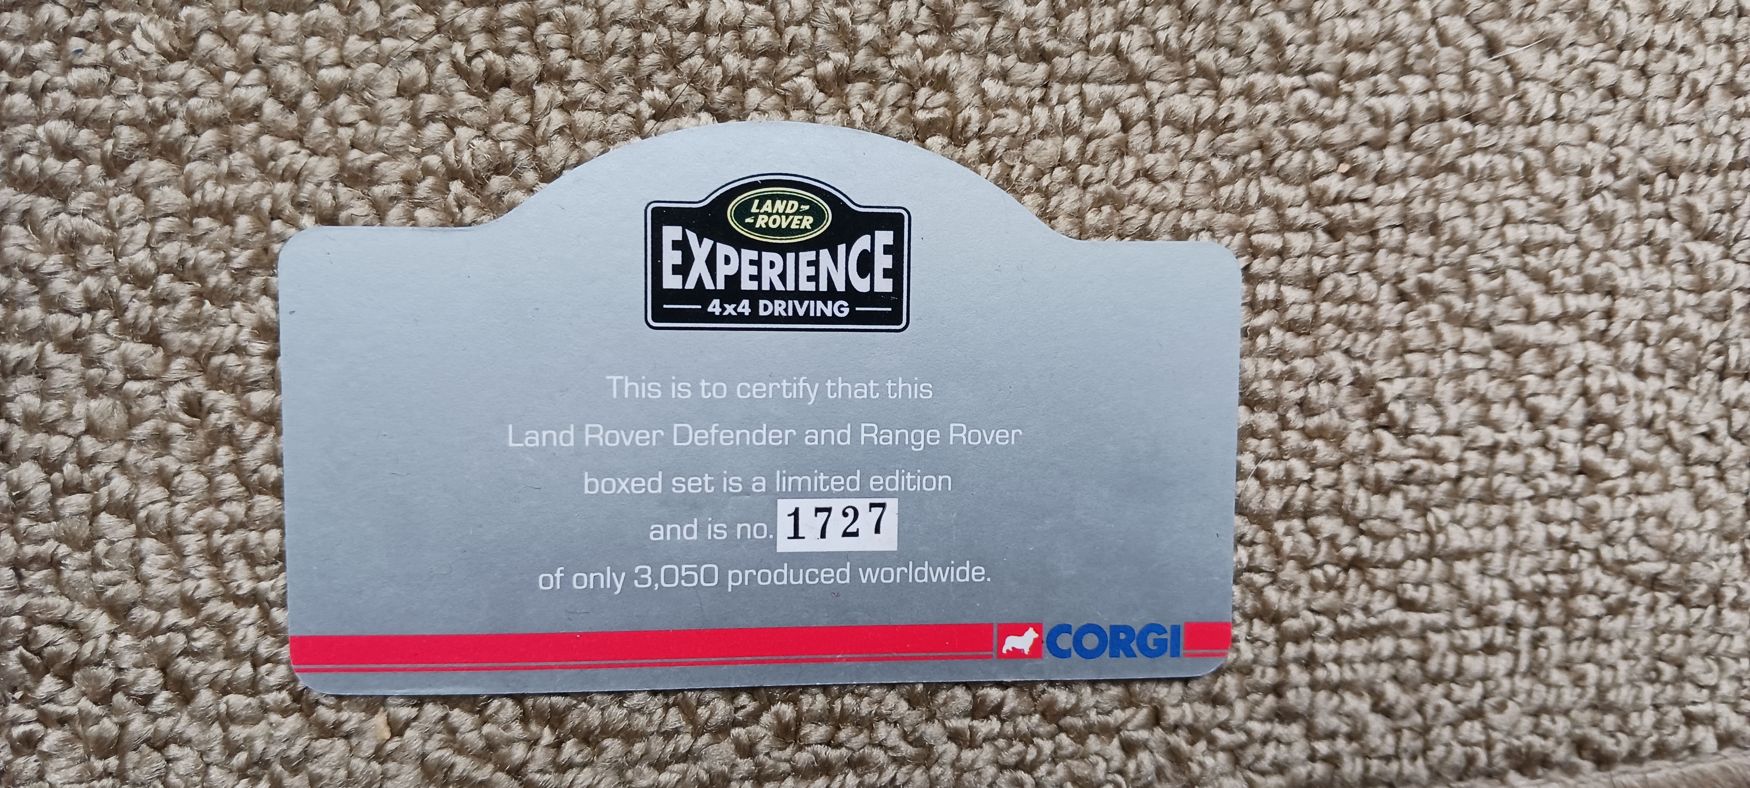 LAND-
-ROVER
EXPERIENCE
4x4 DRIVING
This is to certify that this
Land Rover Defender and Range Rover
boxed set is a limited edition
and is no. 1727
of only 3,050 produced worldwide.
CORGI